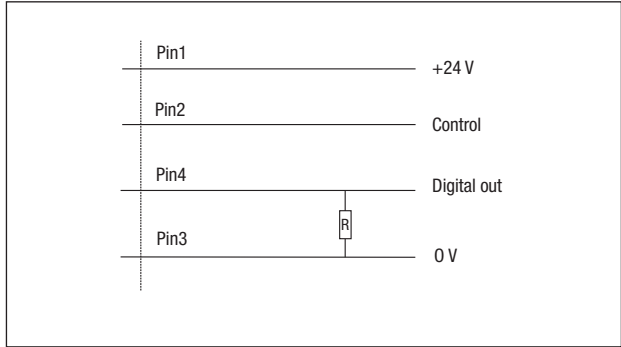 Pin1
+24 V
Pin2
Control
Pin4
Digital out
R
Pin3
0 V